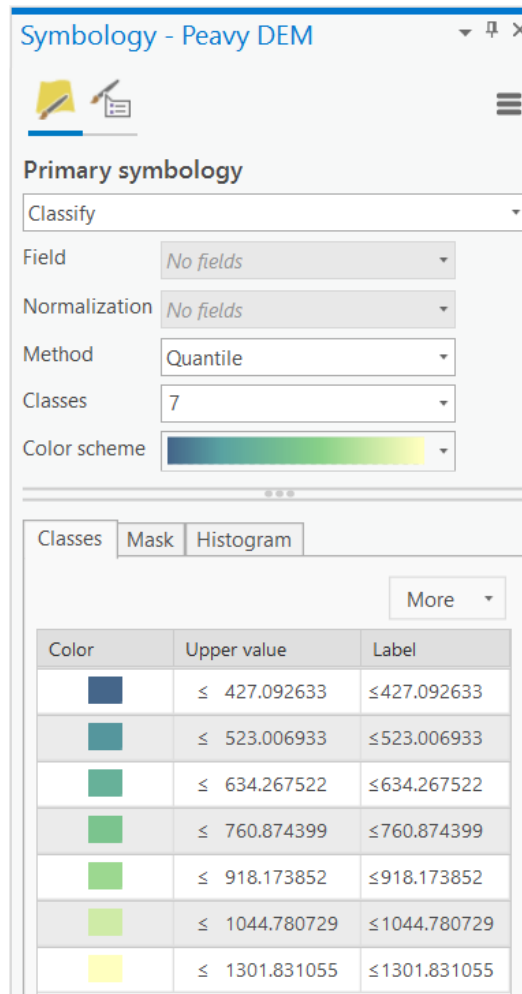 Symbology - Peavy DEM
Primary symbology
Classify
Field No fields
Normalization No fields
Method Quantile
Classes 7
Color scheme
Classes Mask Histogram
More
Color Upper value Label
≤ 427.092633 ≤427.092633
≤ 523.006933 ≤523.006933
≤ 634.267522 ≤634.267522
≤ 760.874399 ≤760.874399
≤ 918.173852 ≤918.173852
≤ 1044.780729 ≤1044.780729
≤ 1301.831055 ≤1301.831055